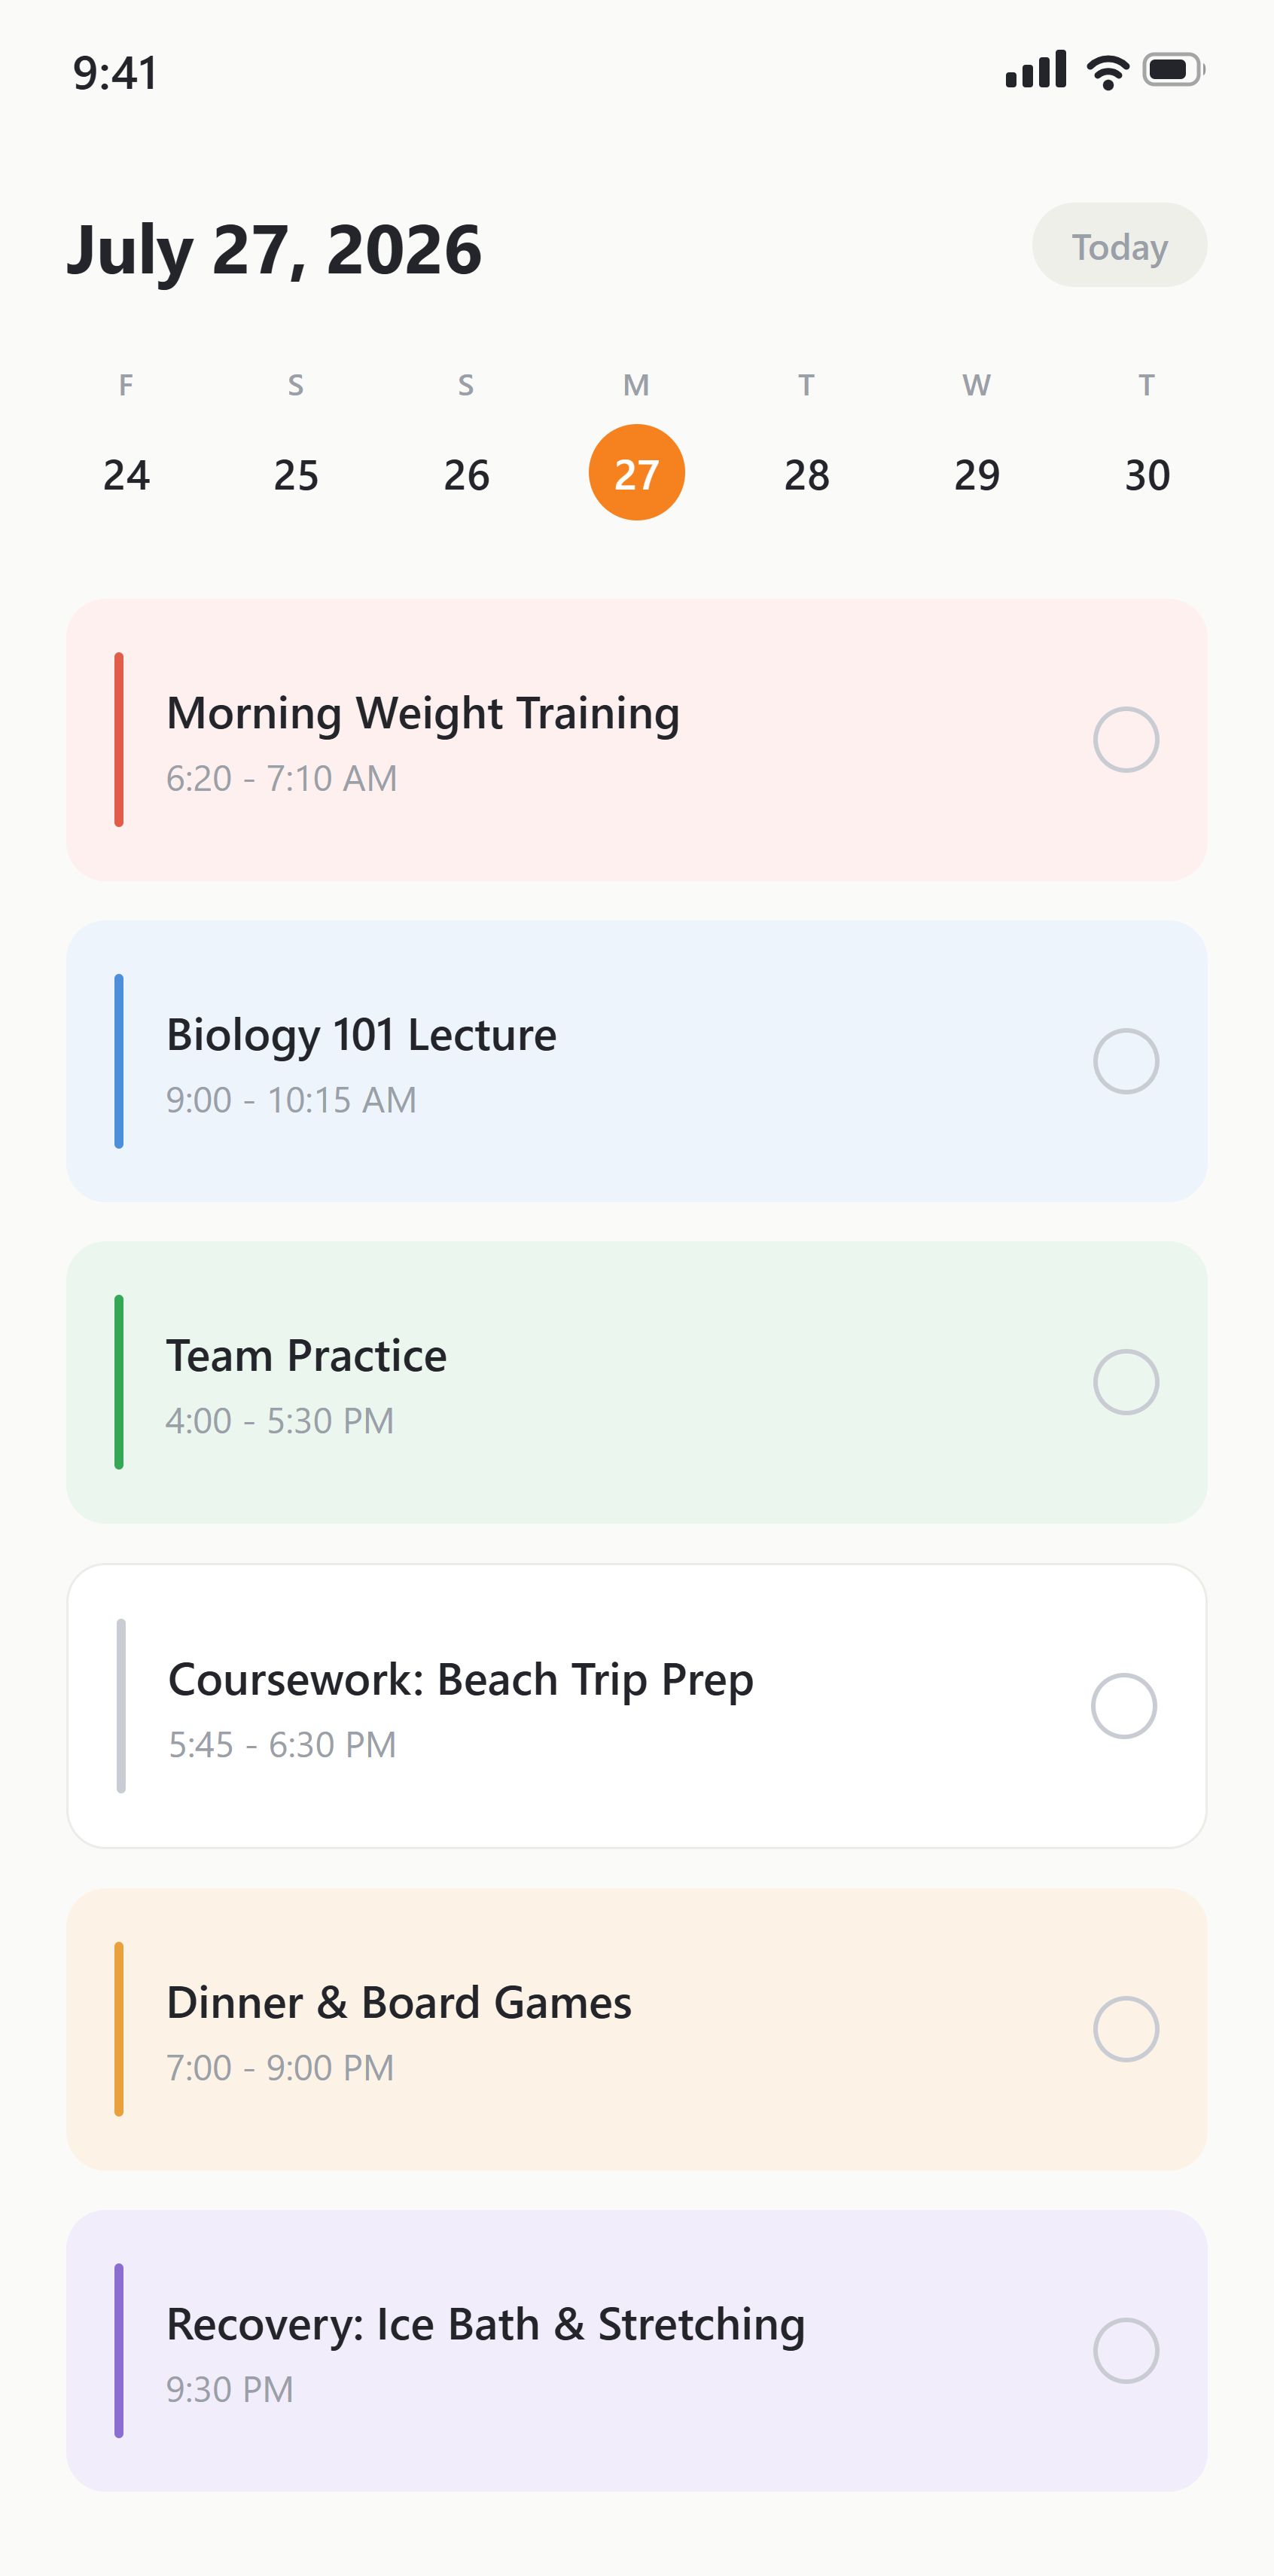 9:41
July 27, 2026
Today
F S S M T W T
24 25 26 27 28 29 30
Morning Weight Training
6:20 - 7:10 AM
Biology 101 Lecture
9:00 - 10:15 AM
Team Practice
4:00 - 5:30 PM
Coursework: Beach Trip Prep
5:45 - 6:30 PM
Dinner & Board Games
7:00 - 9:00 PM
Recovery: Ice Bath & Stretching
9:30 PM